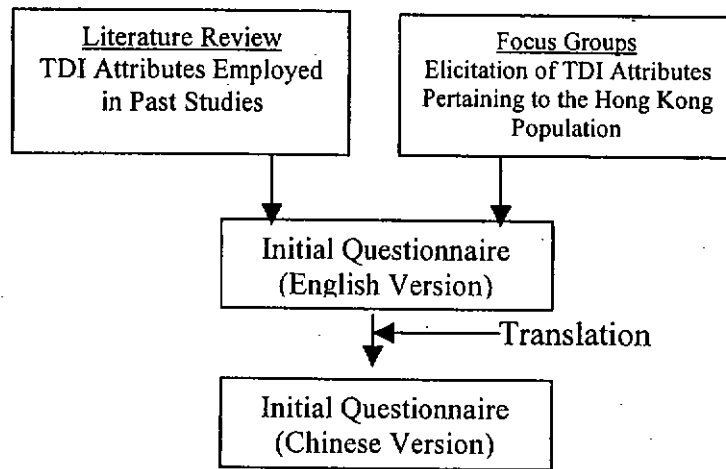 Literature Review
TDI Attributes Employed
in Past Studies
Focus Groups
Elicitation of TDI Attributes
Pertaining to the Hong Kong
Population
Initial Questionnaire
(English Version)
Translation
Initial Questionnaire
(Chinese Version)